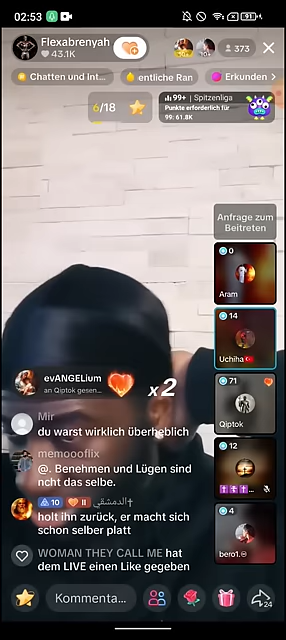 02:53
91
Flexabrenyah
43.1K
373
Chatten und Int...
entliche Ran
Erkunden >
6/18
99+ | Spitzenliga
Punkte erforderlich für
99: 61.8K
Anfrage zum
Beitreten
0
Aram
14
Uchiha🇹🇷
71
Qiptok
12
4
bero1.♾
evANGELium
an Qiptok gesen...
x2
Mir
du warst wirklich überheblich
memoooflix
@. Benehmen und Lügen sind
ncht das selbe.
10 II الدمشقي✝
holt ihn zurück, er macht sich
schon selber platt
WOMAN THEY CALL ME hat
dem LIVE einen Like gegeben
Kommenta...
24